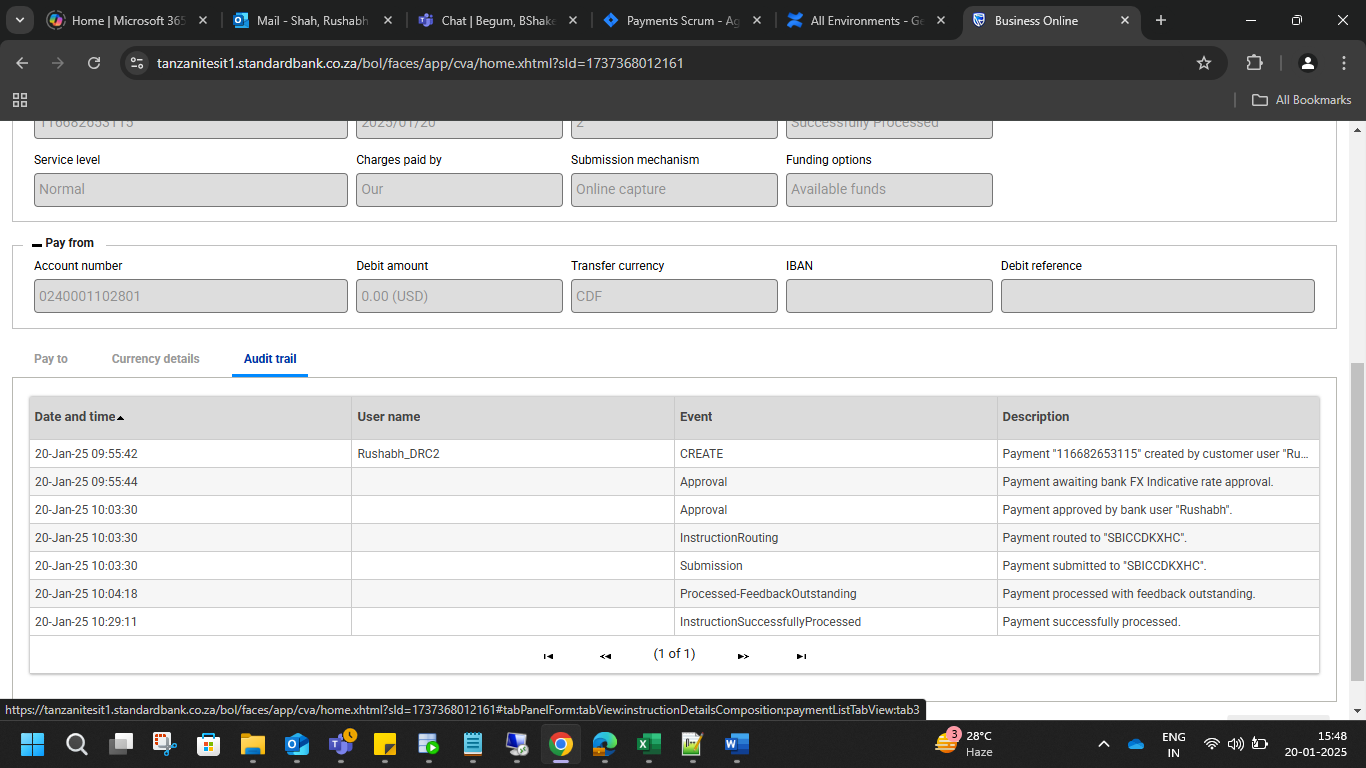 Home | Microsoft 365
Mail - Shah, Rushabh
Chat | Begum, BShake
Payments Scrum - Ag
All Environments - Ge
Business Online
tanzanitesit1.standardbank.co.za/bol/faces/app/cva/home.xhtml?sId=1737368012161
All Bookmarks
116682653115 2025/01/20 2 Successfully Processed
Service level Charges paid by Submission mechanism Funding options
Normal Our Online capture Available funds
Pay from
Account number Debit amount Transfer currency IBAN Debit reference
0240001102801 0.00 (USD) CDF
Pay to Currency details Audit trail
Date and time User name Event Description
20-Jan-25 09:55:42 Rushabh_DRC2 CREATE Payment "116682653115" created by customer user "Ru...
20-Jan-25 09:55:44 Approval Payment awaiting bank FX Indicative rate approval.
20-Jan-25 10:03:30 Approval Payment approved by bank user "Rushabh".
20-Jan-25 10:03:30 InstructionRouting Payment routed to "SBICCDKXHC".
20-Jan-25 10:03:30 Submission Payment submitted to "SBICCDKXHC".
20-Jan-25 10:04:18 Processed-FeedbackOutstanding Payment processed with feedback outstanding.
20-Jan-25 10:29:11 InstructionSuccessfullyProcessed Payment successfully processed.
(1 of 1)
https://tanzanitesit1.standardbank.co.za/bol/faces/app/cva/home.xhtml?sId=1737368012161#tabPanelForm:tabView:instructionDetailsComposition:paymentListTabView:tab3
3
28°C
Haze
ENG
IN
15:48
20-01-2025